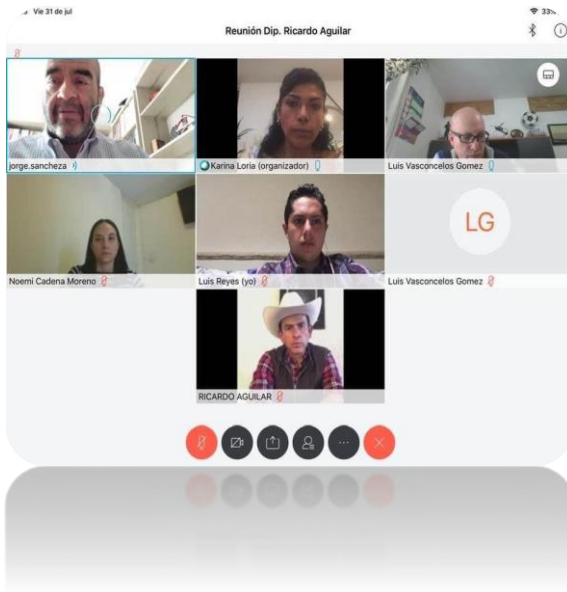 Vie 31 de jul
33%
Reunión Dip. Ricardo Aguilar
jorge.sancheza
Karina Loria (organizador)
Luis Vasconcelos Gomez
LG
Noemi Cadena Moreno
Luis Reyes (yo)
Luis Vasconcelos Gomez
RICARDO AGUILAR